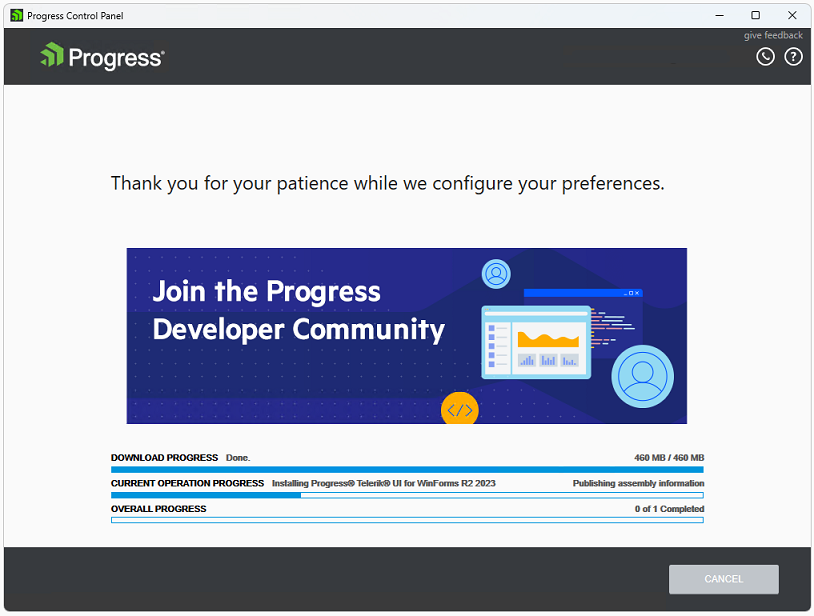 Progress Control Panel
give feedback
Progress®
Thank you for your patience while we configure your preferences.
Join the Progress
Developer Community
</>
DOWNLOAD PROGRESS Done. 460 MB / 460 MB
CURRENT OPERATION PROGRESS Installing Progress® Telerik® UI for WinForms R2 2023 Publishing assembly information
OVERALL PROGRESS 0 of 1 Completed
CANCEL